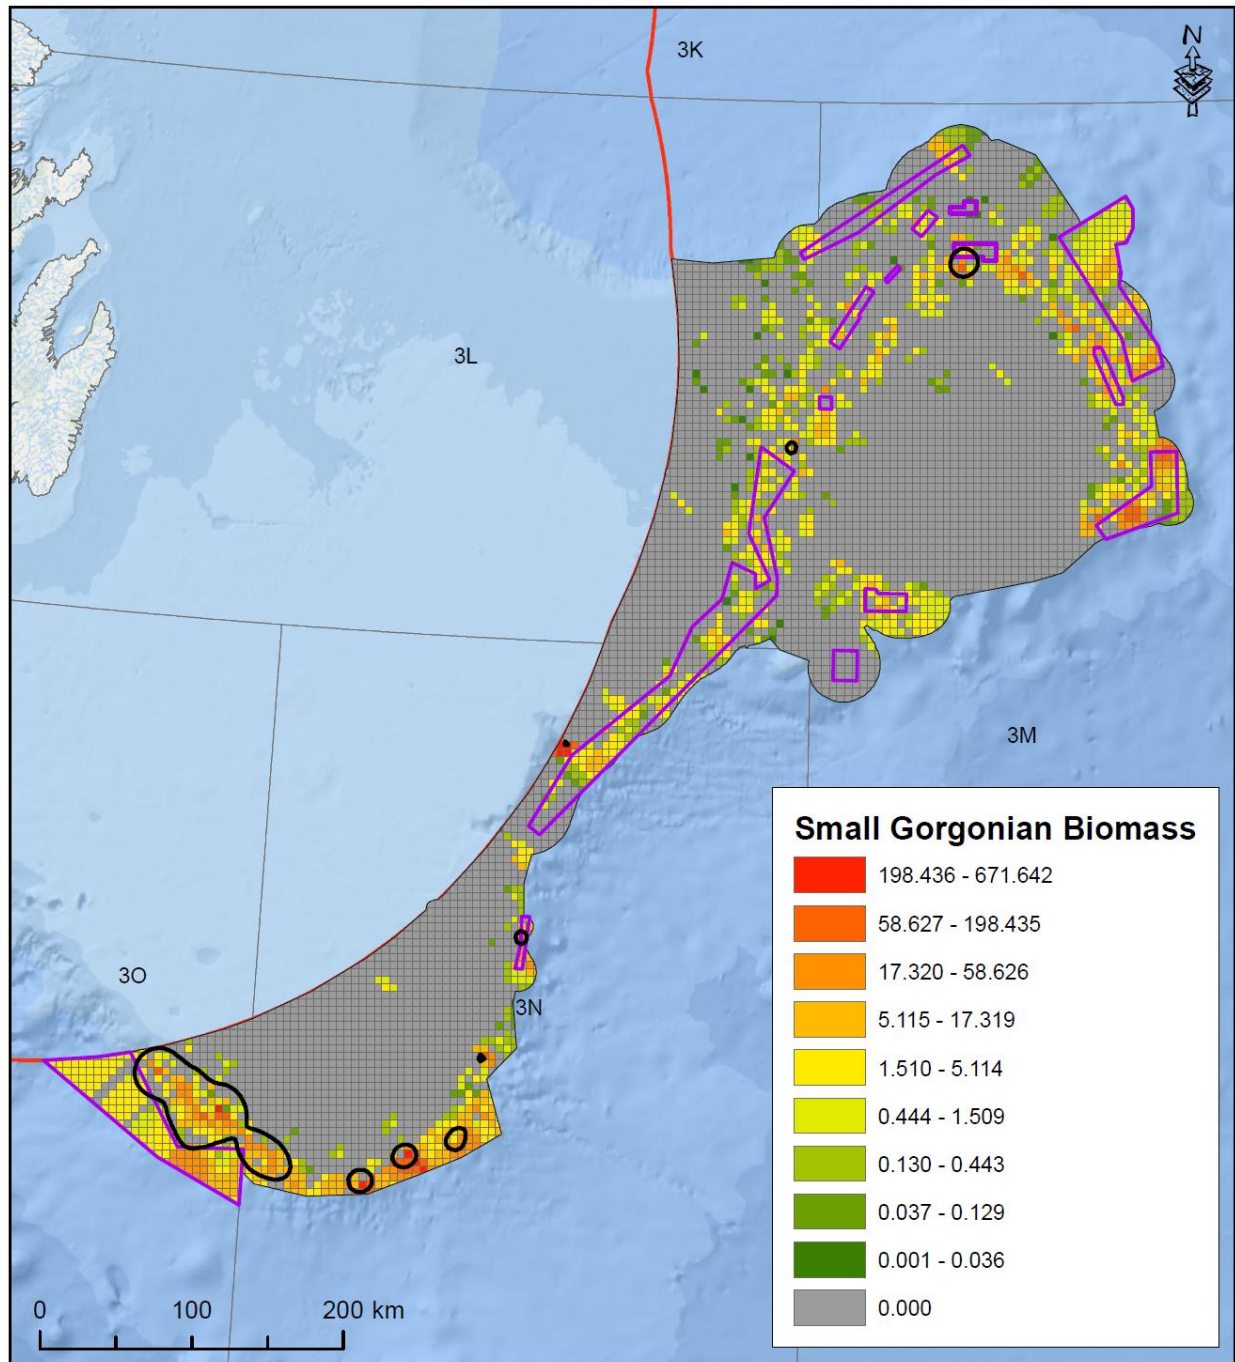 3K
N
3L
3M
Small Gorgonian Biomass
198.436 - 671.642
58.627 - 198.435
17.320 - 58.626
5.115 - 17.319
1.510 - 5.114
0.444 - 1.509
0.130 - 0.443
0.037 - 0.129
0.001 - 0.036
0.000
3O
3N
0 100 200 km